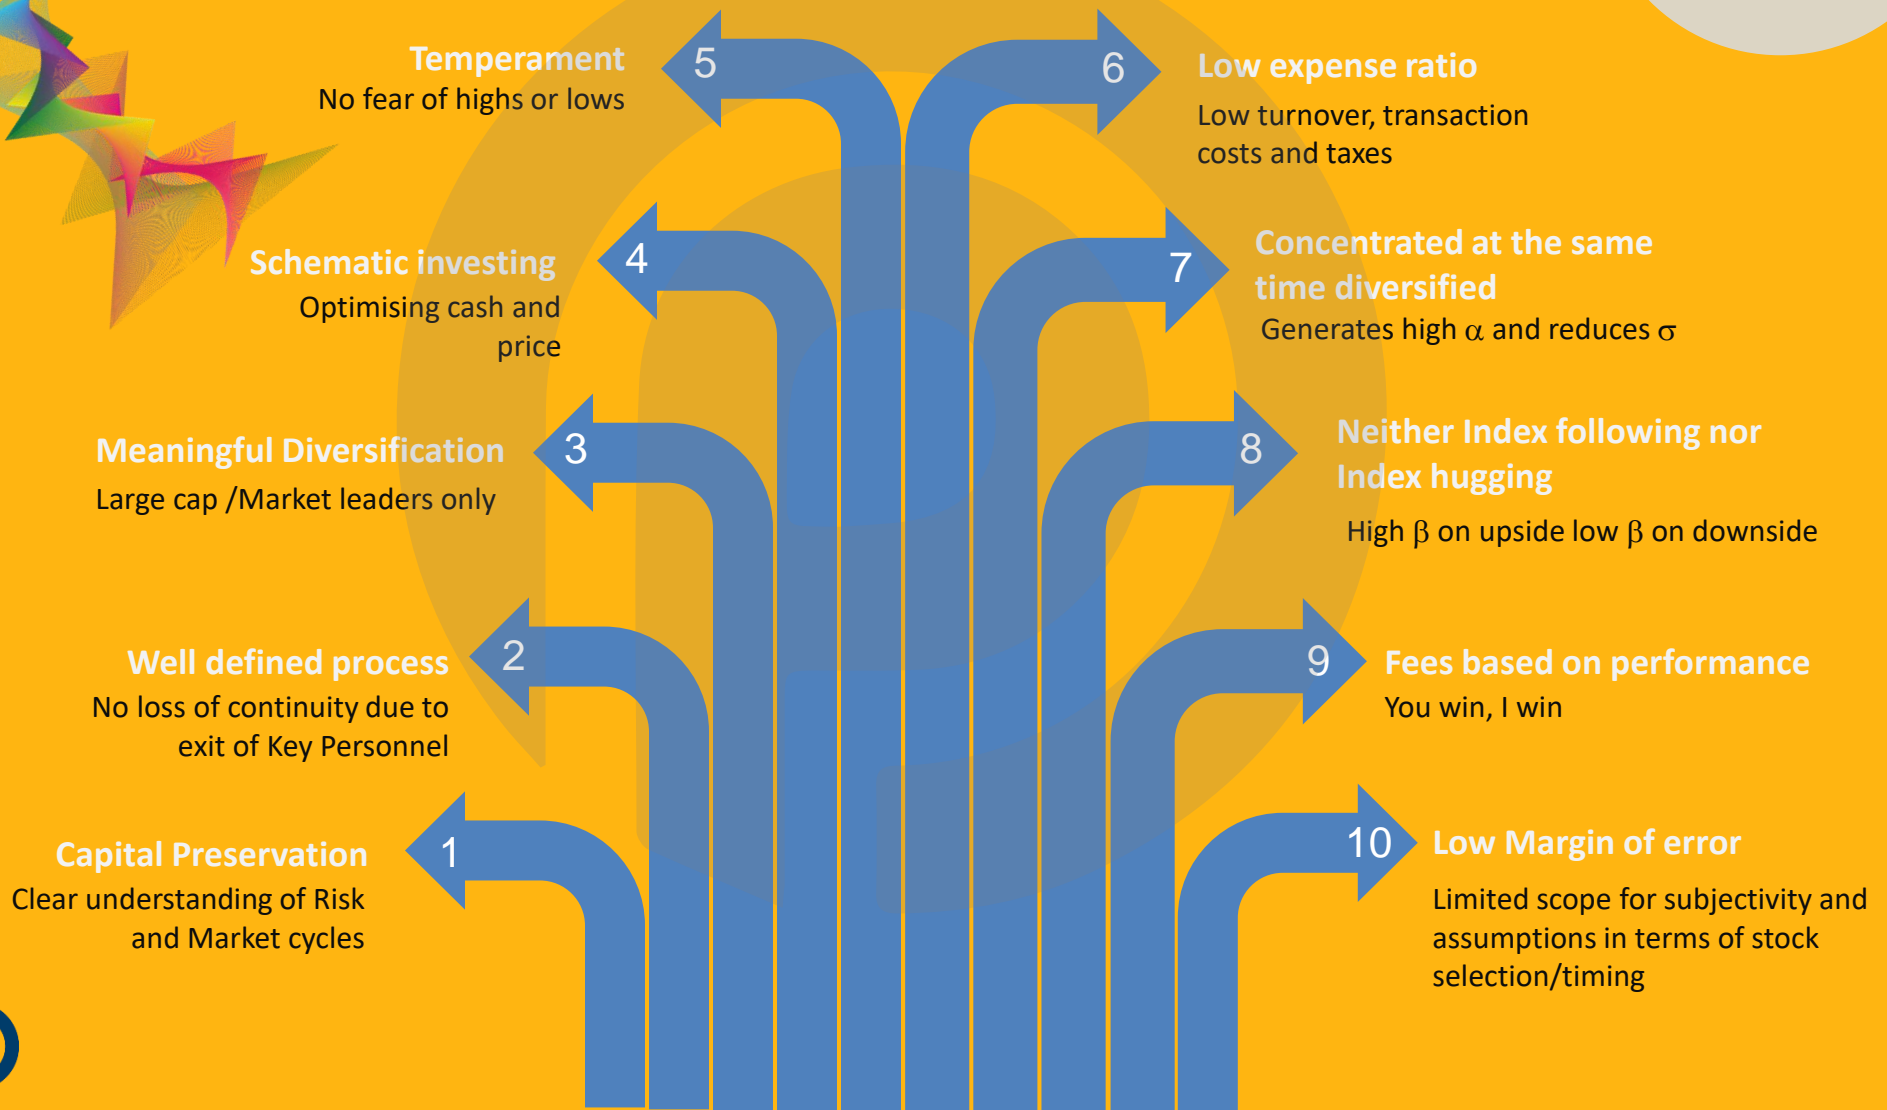 5
Temperament
No fear of highs or lows
4
Schematic investing
Optimising cash and
price
3
Meaningful Diversification
Large cap /Market leaders only
2
Well defined process
No loss of continuity due to
exit of Key Personnel
1
Capital Preservation
Clear understanding of Risk
and Market cycles
6
Low expense ratio
Low turnover, transaction
costs and taxes
7
Concentrated at the same
time diversified
Generates high α and reduces σ
8
Neither Index following nor
Index hugging
High β on upside low β on downside
9
Fees based on performance
You win, I win
10
Low Margin of error
Limited scope for subjectivity and
assumptions in terms of stock
selection/timing